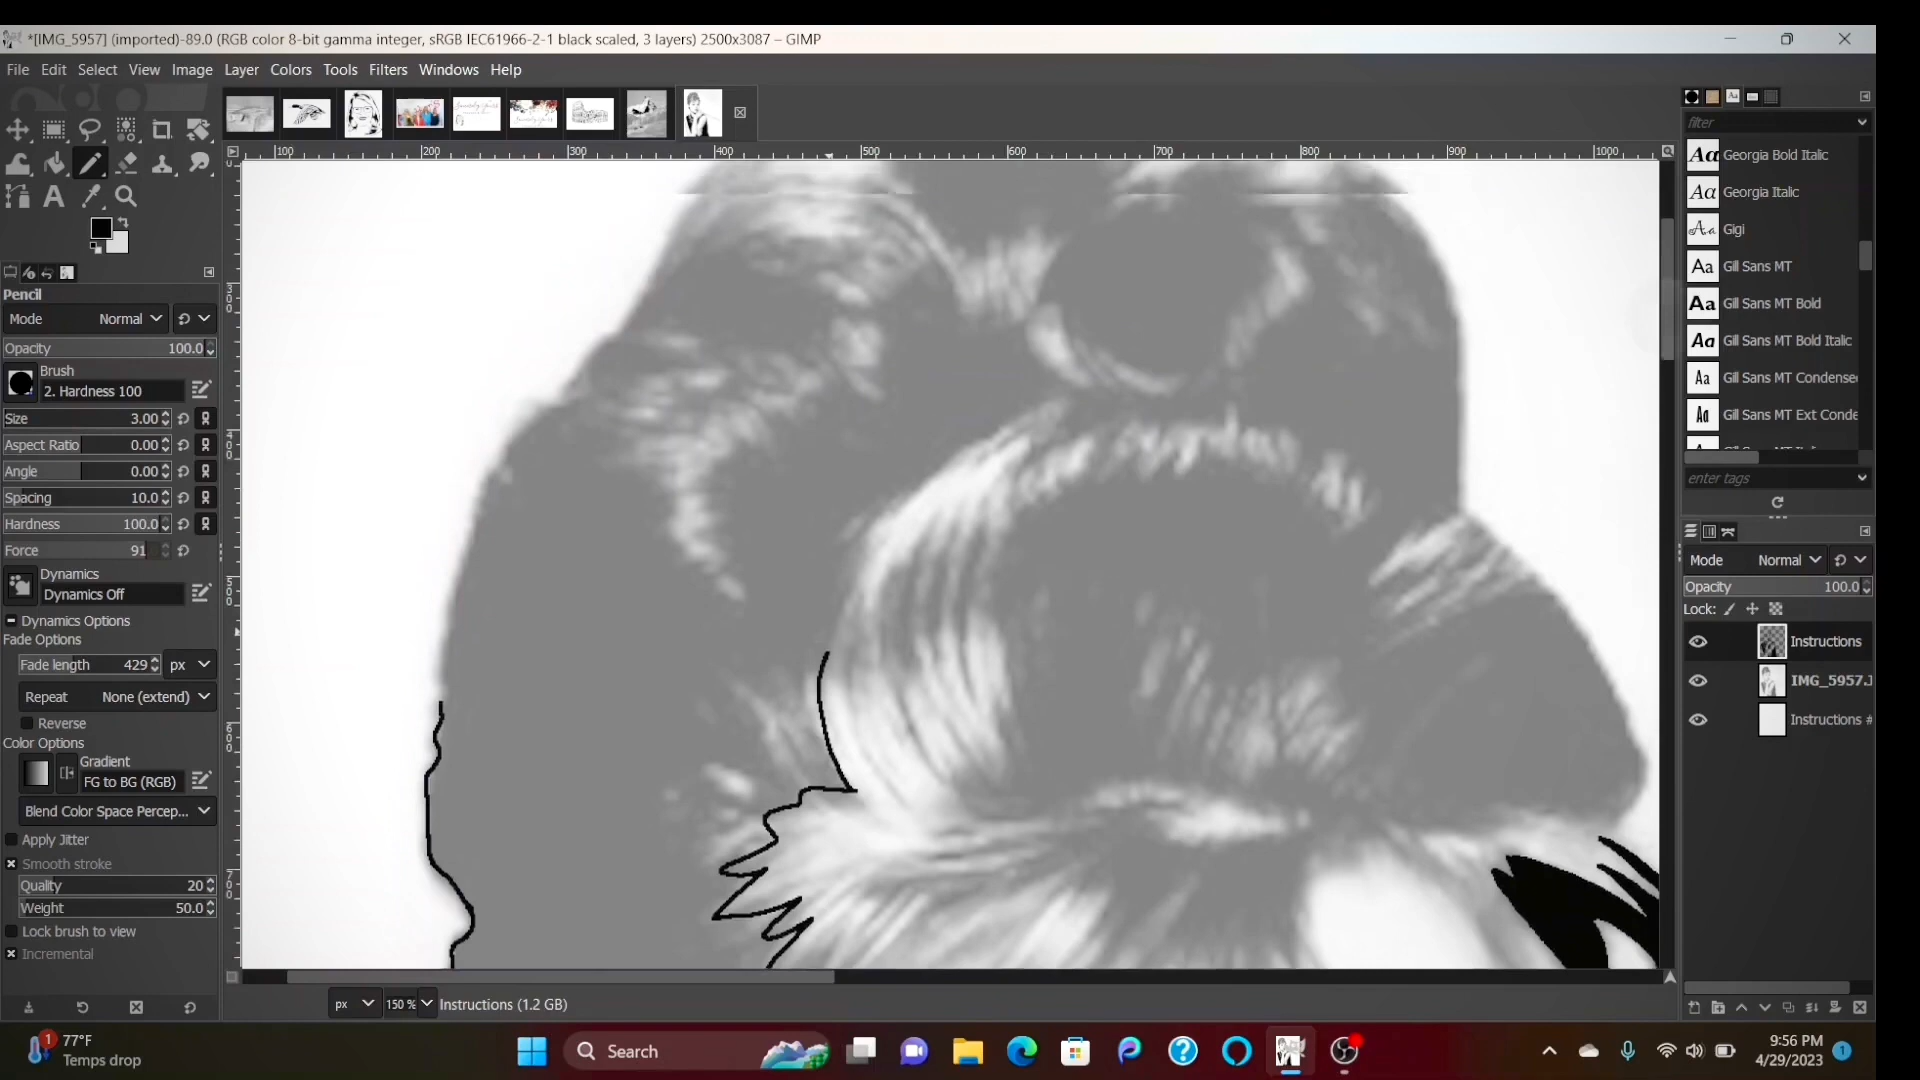 *[IMG_5957] (imported)-89.0 (RGB color 8-bit gamma integer, sRGB IEC61966-2-1 black scaled, 3 layers) 2500x3087 – GIMP
File Edit Select View Image Layer Colors Tools Filters Windows Help
100 200 300 400 500 600 700 800 900 1000
Pencil
Mode Normal
Opacity 100.0
Brush
2. Hardness 100
Size 3.00
Aspect Ratio 0.00
Angle 0.00
Spacing 10.0
Hardness 100.0
Force 91
Dynamics
Dynamics Off
Dynamics Options
Fade Options
Fade length 429 px
Repeat None (extend)
Reverse
Color Options
Gradient
FG to BG (RGB)
Blend Color Space Percep...
Apply Jitter
Smooth stroke
Quality 20
Weight 50.0
Lock brush to view
Incremental
300
400
500
600
700
px 150 % Instructions (1.2 GB)
filter
Georgia Bold Italic
Georgia Italic
Gigi
Gill Sans MT
Gill Sans MT Bold
Gill Sans MT Bold Italic
Gill Sans MT Condense
Gill Sans MT Ext Conde
enter tags
Mode Normal
Opacity 100.0
Lock:
Instructions
IMG_5957.J
Instructions #
1
77°F
Temps drop
Search
9:56 PM
4/29/2023
1